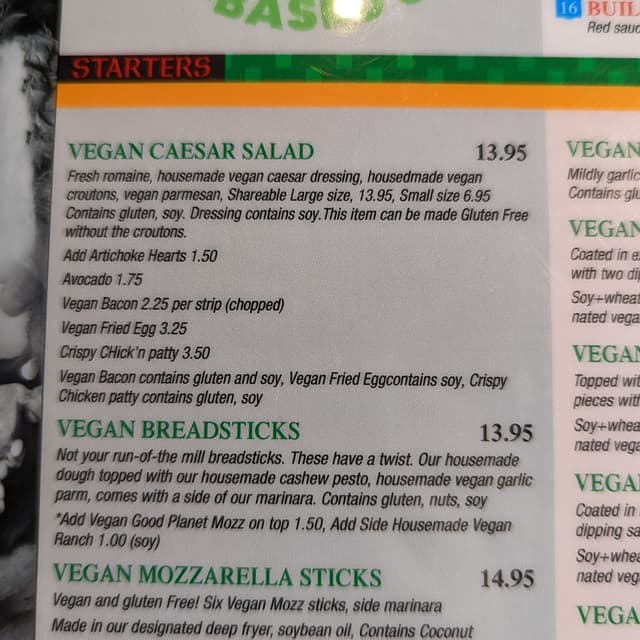 BASI
STARTERS
VEGAN CAESAR SALAD 13.95
Fresh romaine, housemade vegan caesar dressing, housedmade vegan
croutons, vegan parmesan, Shareable Large size, 13.95, Small size 6.95
Contains gluten, soy. Dressing contains soy.This item can be made Gluten Free
without the croutons.
Add Artichoke Hearts 1.50
Avocado 1.75
Vegan Bacon 2.25 per strip (chopped)
Vegan Fried Egg 3.25
Crispy CHick'n patty 3.50
Vegan Bacon contains gluten and soy, Vegan Fried Eggcontains soy, Crispy
Chicken patty contains gluten, soy
VEGAN BREADSTICKS 13.95
Not your run-of-the mill breadsticks. These have a twist. Our housemade
dough topped with our housemade cashew pesto, housemade vegan garlic
parm, comes with a side of our marinara. Contains gluten, nuts, soy
*Add Vegan Good Planet Mozz on top 1.50, Add Side Housemade Vegan
Ranch 1.00 (soy)
VEGAN MOZZARELLA STICKS 14.95
Vegan and gluten Free! Six Vegan Mozz sticks, side marinara
Made in our designated deep fryer, soybean oil, Contains Coconut
16 BUIL
Red sauc
VEGAN
Mildly garlic
Contains glu
VEGAN
Coated in
with two dip
Soy+wheat
nated vega
VEGAN
Topped wit
pieces with
Soy+whea
nated vega
VEGA
Coated in
dipping sa
Soy+whea
nated veg
VEGA